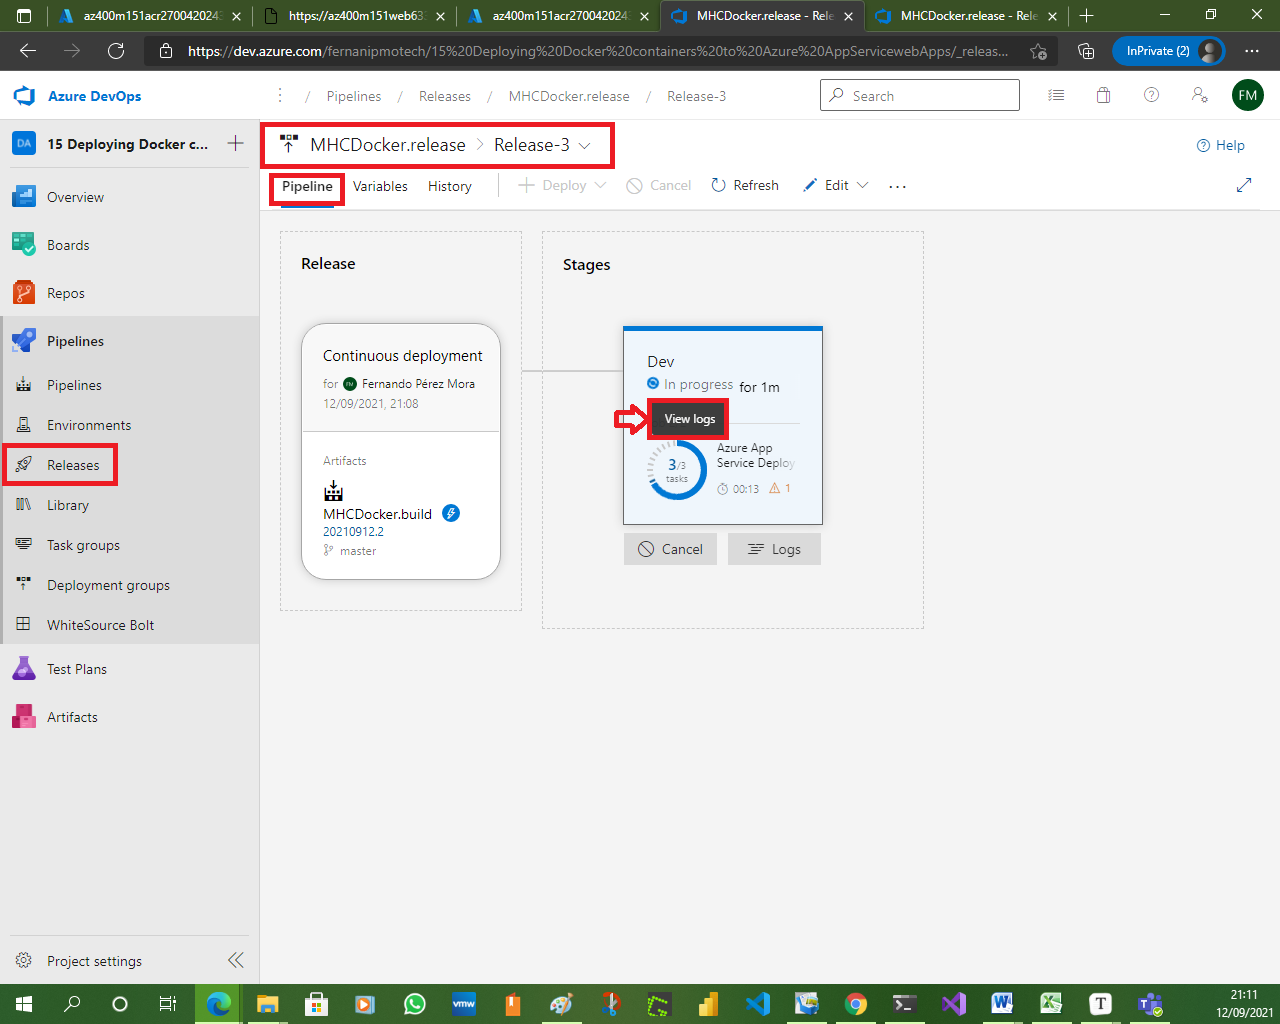 az400m151acr270042024
https://az400m151web633
az400m151acr270042024
MHCDocker.release - Rele
MHCDocker.release - Rele
https://dev.azure.com/fernanipmotech/15%20Deploying%20Docker%20containers%20to%20Azure%20AppServicewebApps/_releas...
InPrivate (2)
Azure DevOps
/ Pipelines / Releases / MHCDocker.release / Release-3
Search
FM
DA
15 Deploying Docker c...
MHCDocker.release > Release-3
Help
Pipeline
Variables
History
Deploy
Cancel
Refresh
Edit
...
Overview
Boards
Repos
Pipelines
Pipelines
Environments
Releases
Library
Task groups
Deployment groups
WhiteSource Bolt
Test Plans
Artifacts
Project settings
Release
Continuous deployment
for FM Fernando Pérez Mora
12/09/2021, 21:08
Artifacts
MHCDocker.build
20210912.2
master
Stages
Dev
In progress for 1m
View logs
3/3
tasks
Azure App
Service Deploy
00:13
1
Cancel
Logs
vmw
21:11
12/09/2021